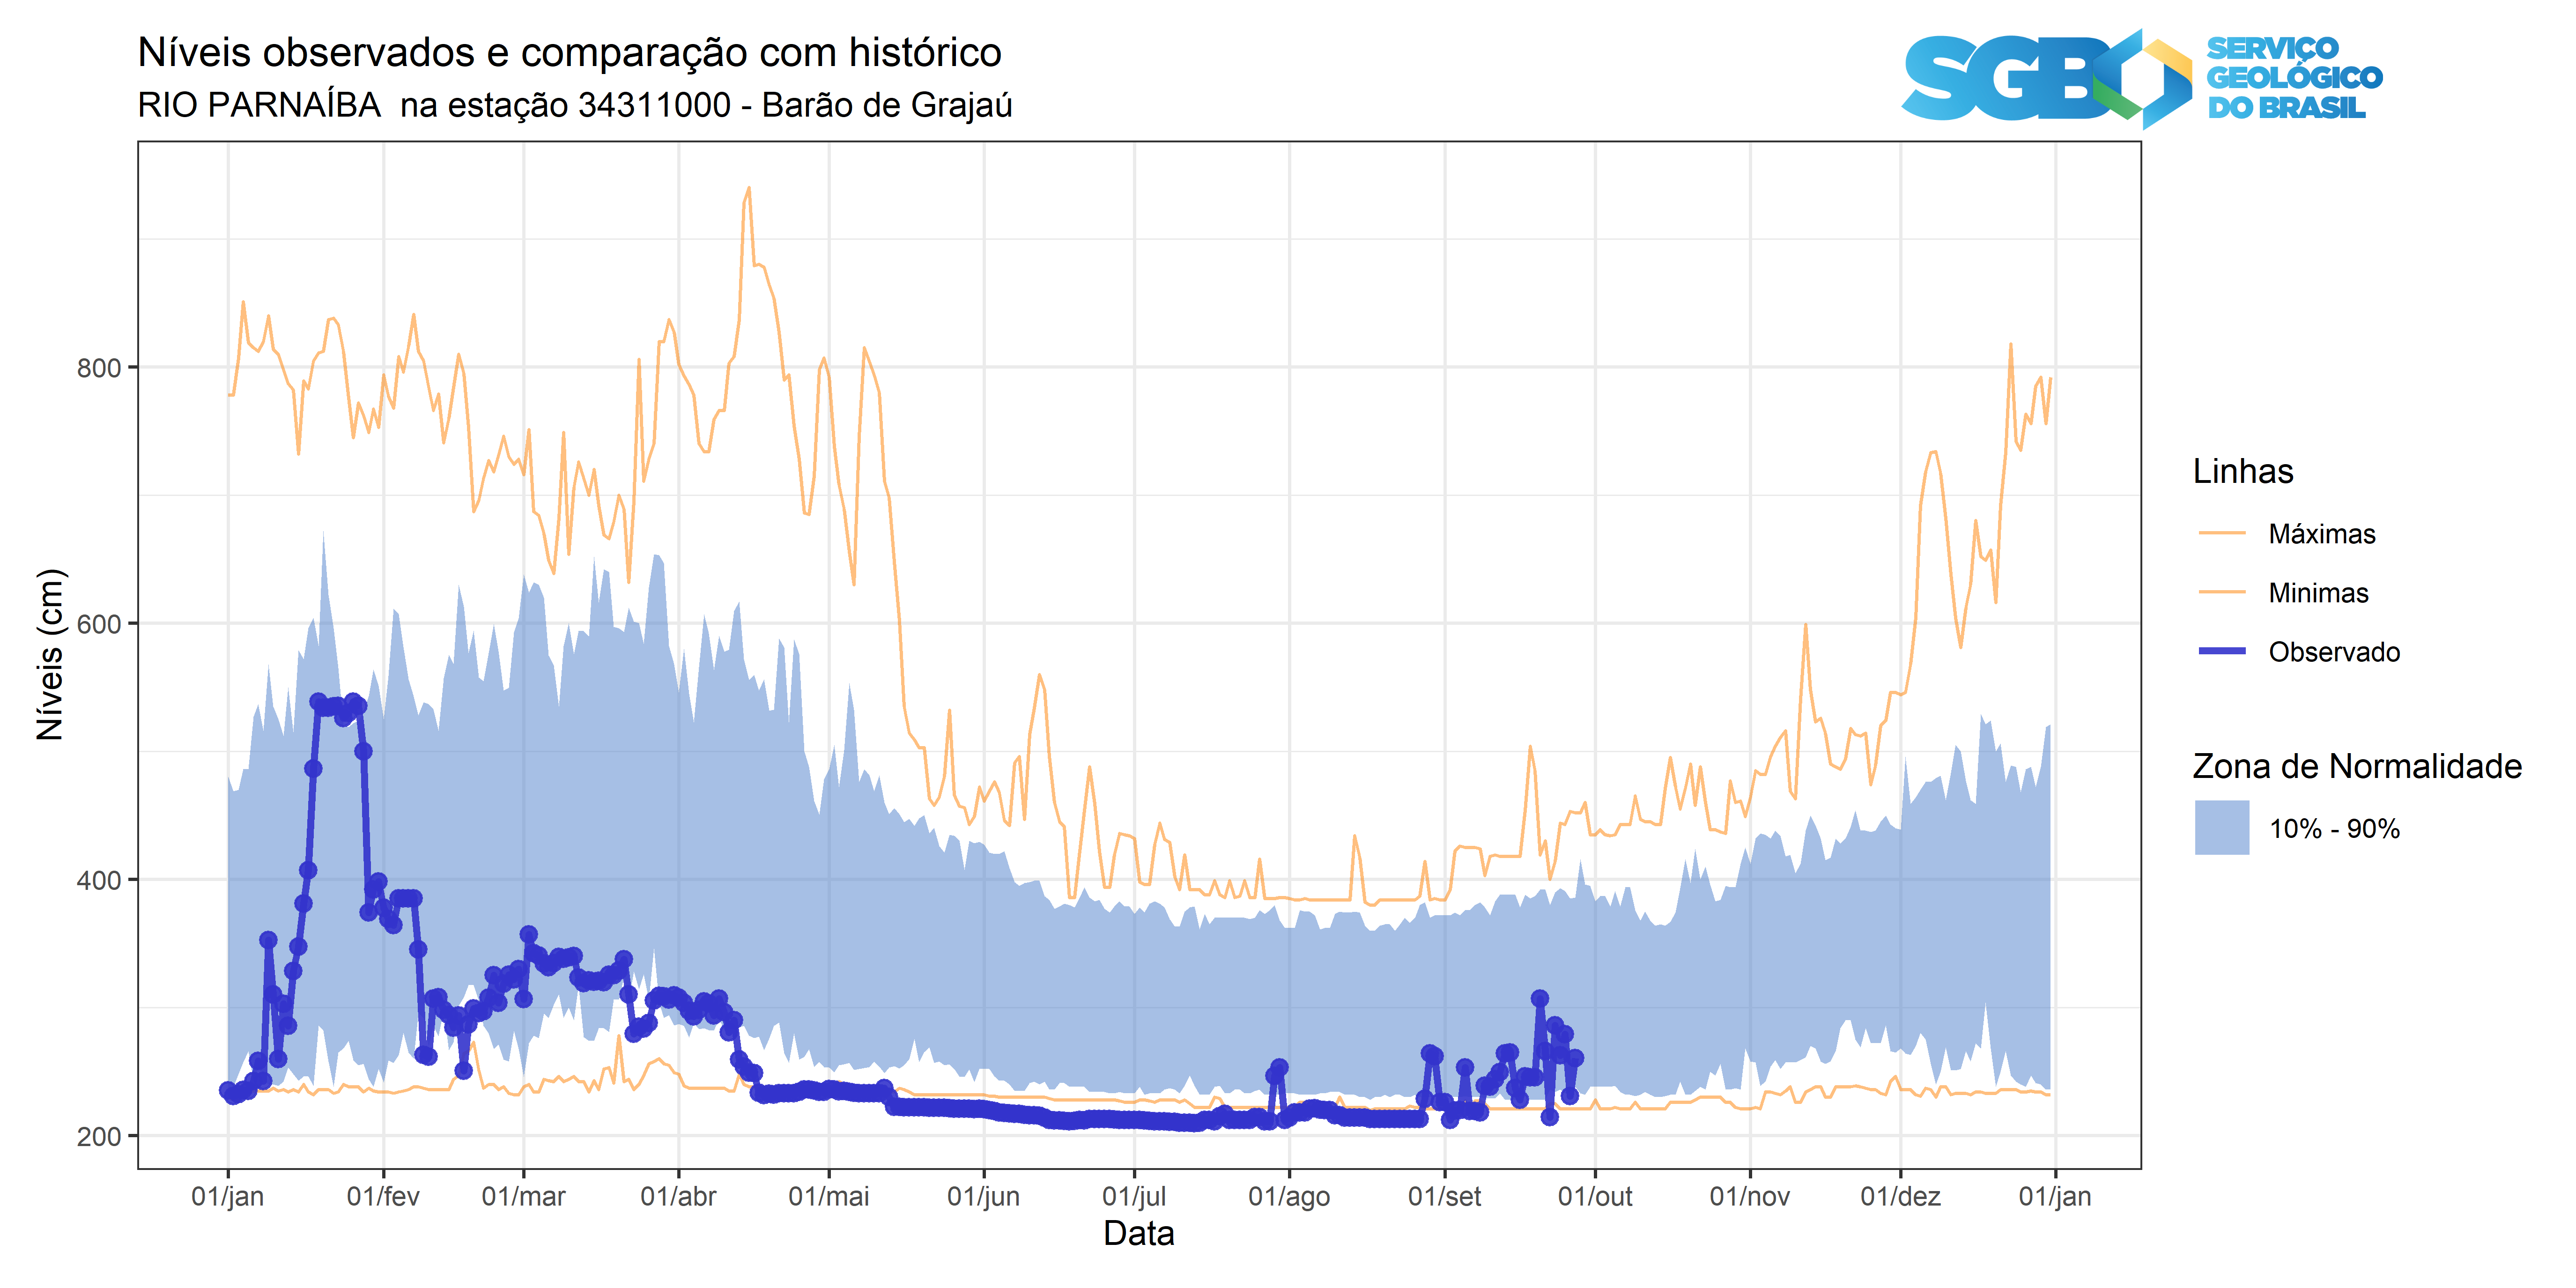 Níveis observados e comparação com histórico
RIO PARNAÍBA  na estação 34311000 - Barão de Grajaú
SGB
SERVIÇO
GEOLÓGICO
DO BRASIL
Níveis (cm)
800
600
400
200
01/jan 01/fev 01/mar 01/abr 01/mai 01/jun 01/jul 01/ago 01/set 01/out 01/nov 01/dez 01/jan
Data
Linhas
Máximas
Minimas
Observado
Zona de Normalidade
10% - 90%